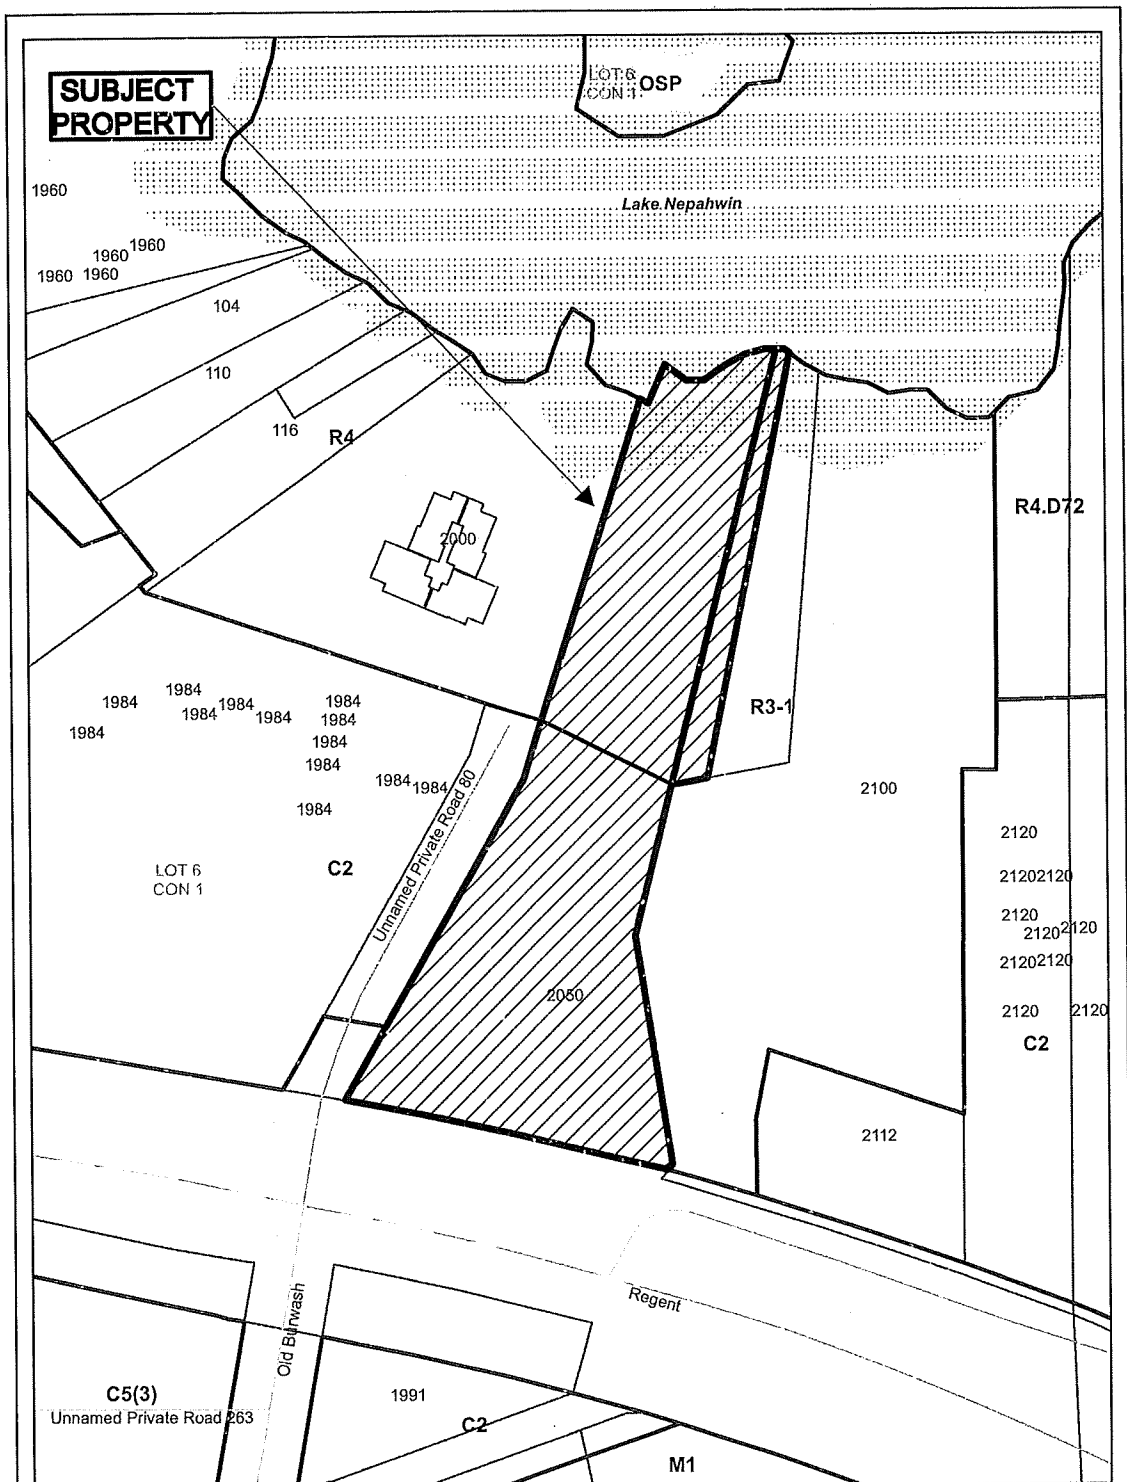 SUBJECT
PROPERTY
LOT 6
CON 1
OSP
1960
Lake Nepahwin
1960
1960
1960
1960
104
110
116
R4
R4.D72
2000
1984
1984
1984
1984
1984
1984
1984
1984
1984
1984
1984
1984
1984
R3-1
Unnamed Private Road 80
2100
2120
2120
2120
2120
2120
2120
2120
2120
2120
2120
C2
LOT 6
CON 1
C2
2050
2112
Regent
Old Burwash
C5(3)
Unnamed Private Road 263
1991
C2
M1